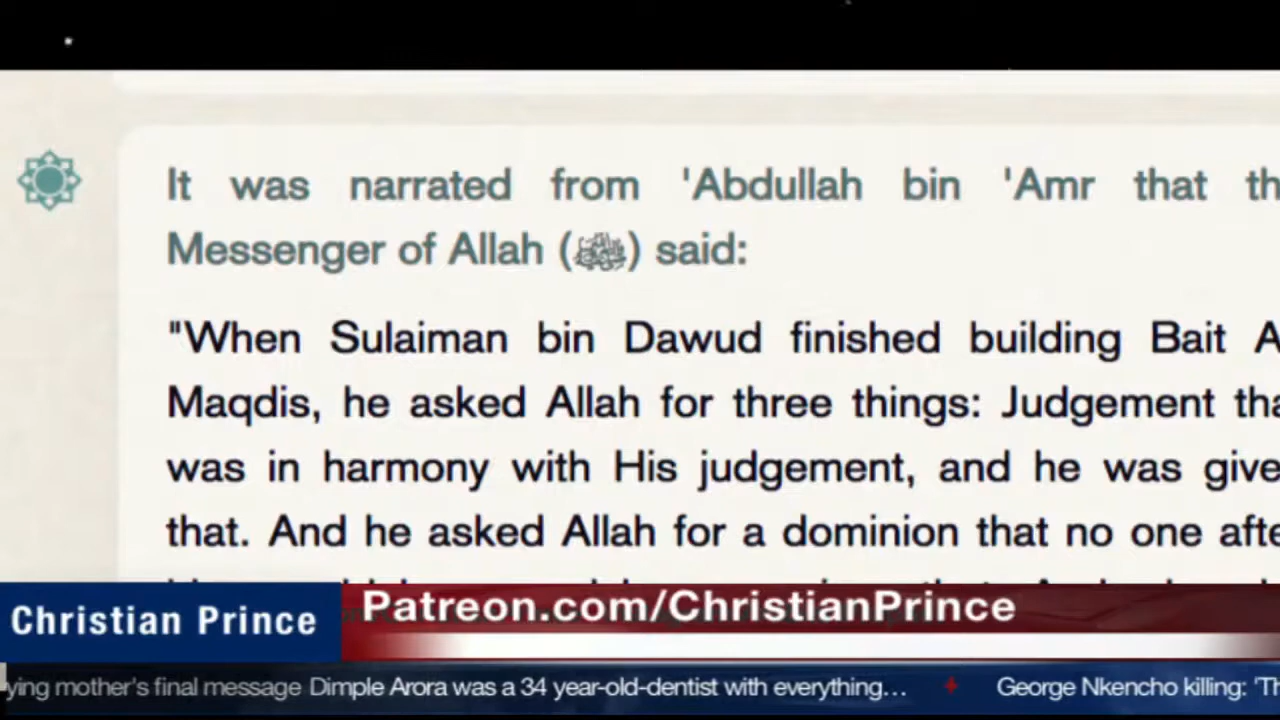 It was narrated from 'Abdullah bin 'Amr that th
Messenger of Allah (ﷺ) said:
"When Sulaiman bin Dawud finished building Bait A
Maqdis, he asked Allah for three things: Judgement tha
was in harmony with His judgement, and he was give
that. And he asked Allah for a dominion that no one afte
Christian Prince
Patreon.com/ChristianPrince
ying mother's final message Dimple Arora was a 34 year-old-dentist with everything… George Nkencho killing: 'Th